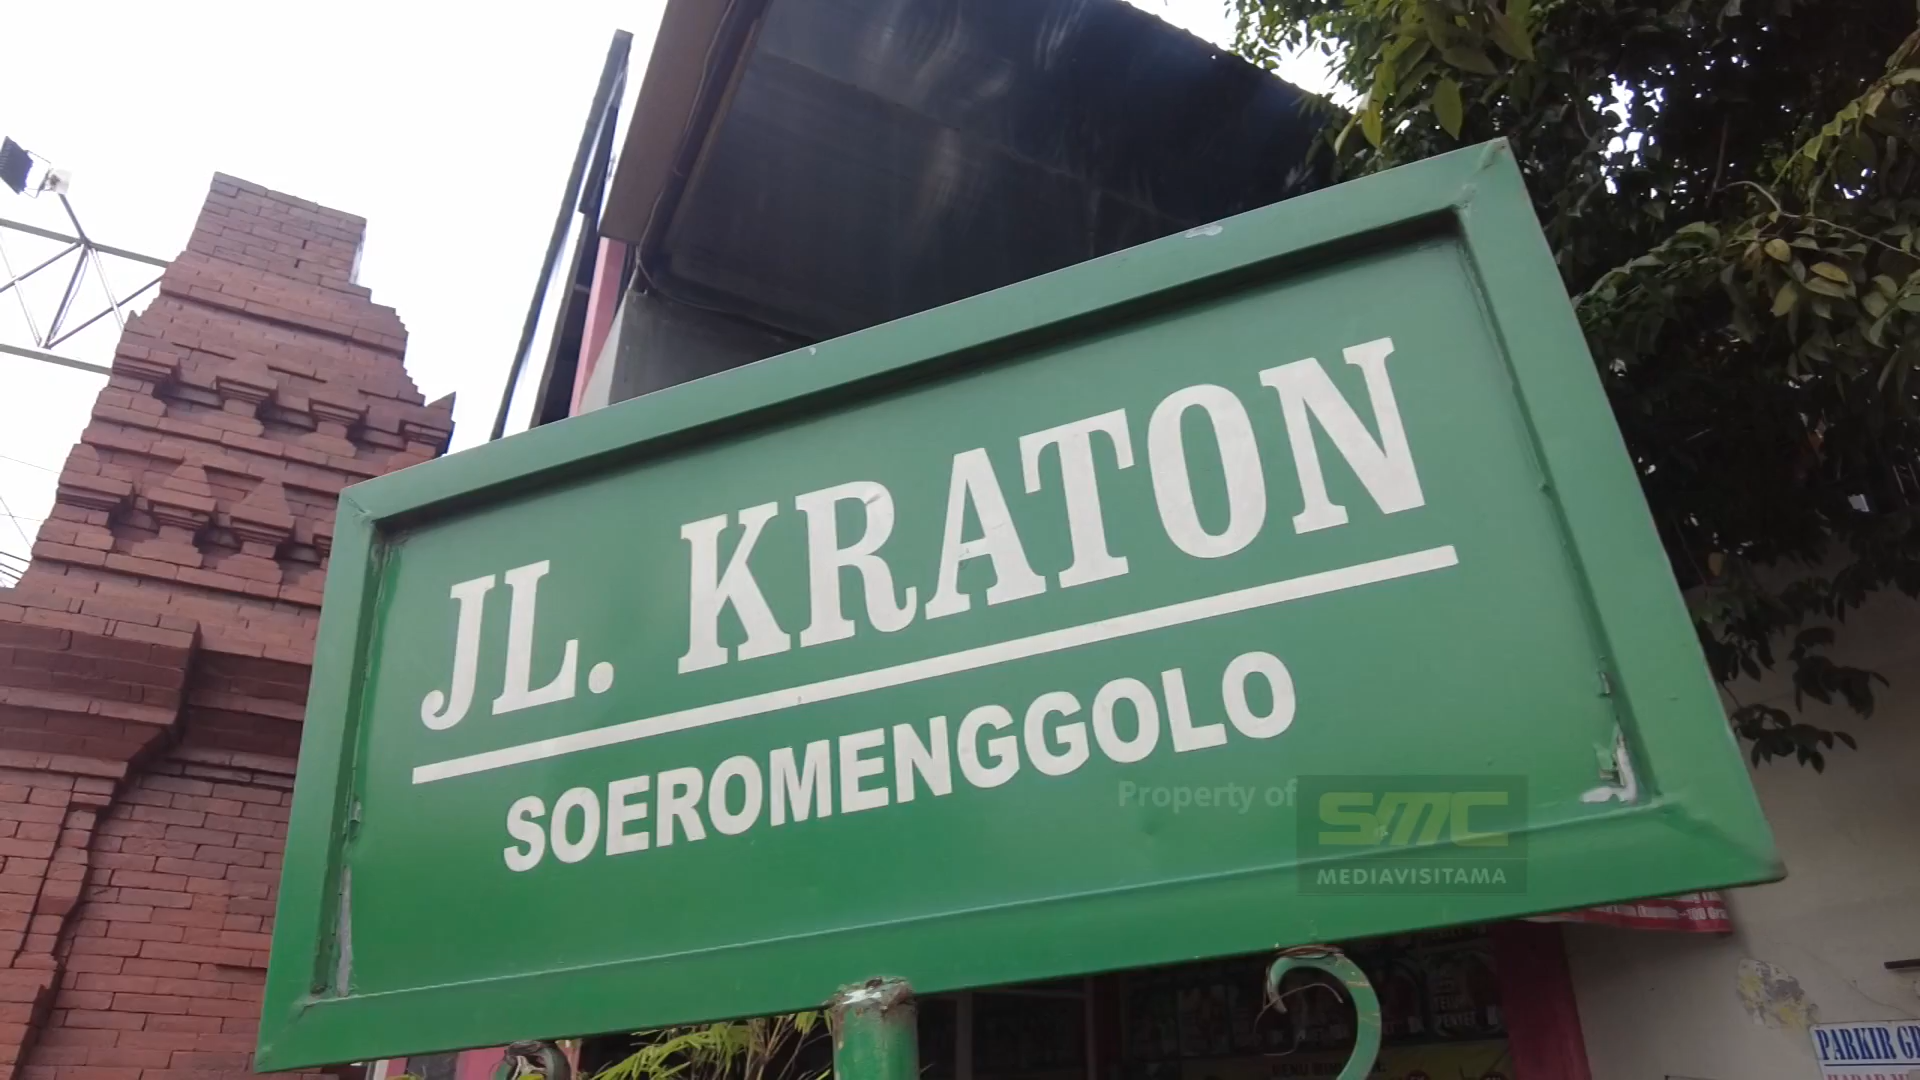 JL. KRATON
SOEROMENGGOLO
Property of SMC
MEDIAVISITAMA
PARKIR